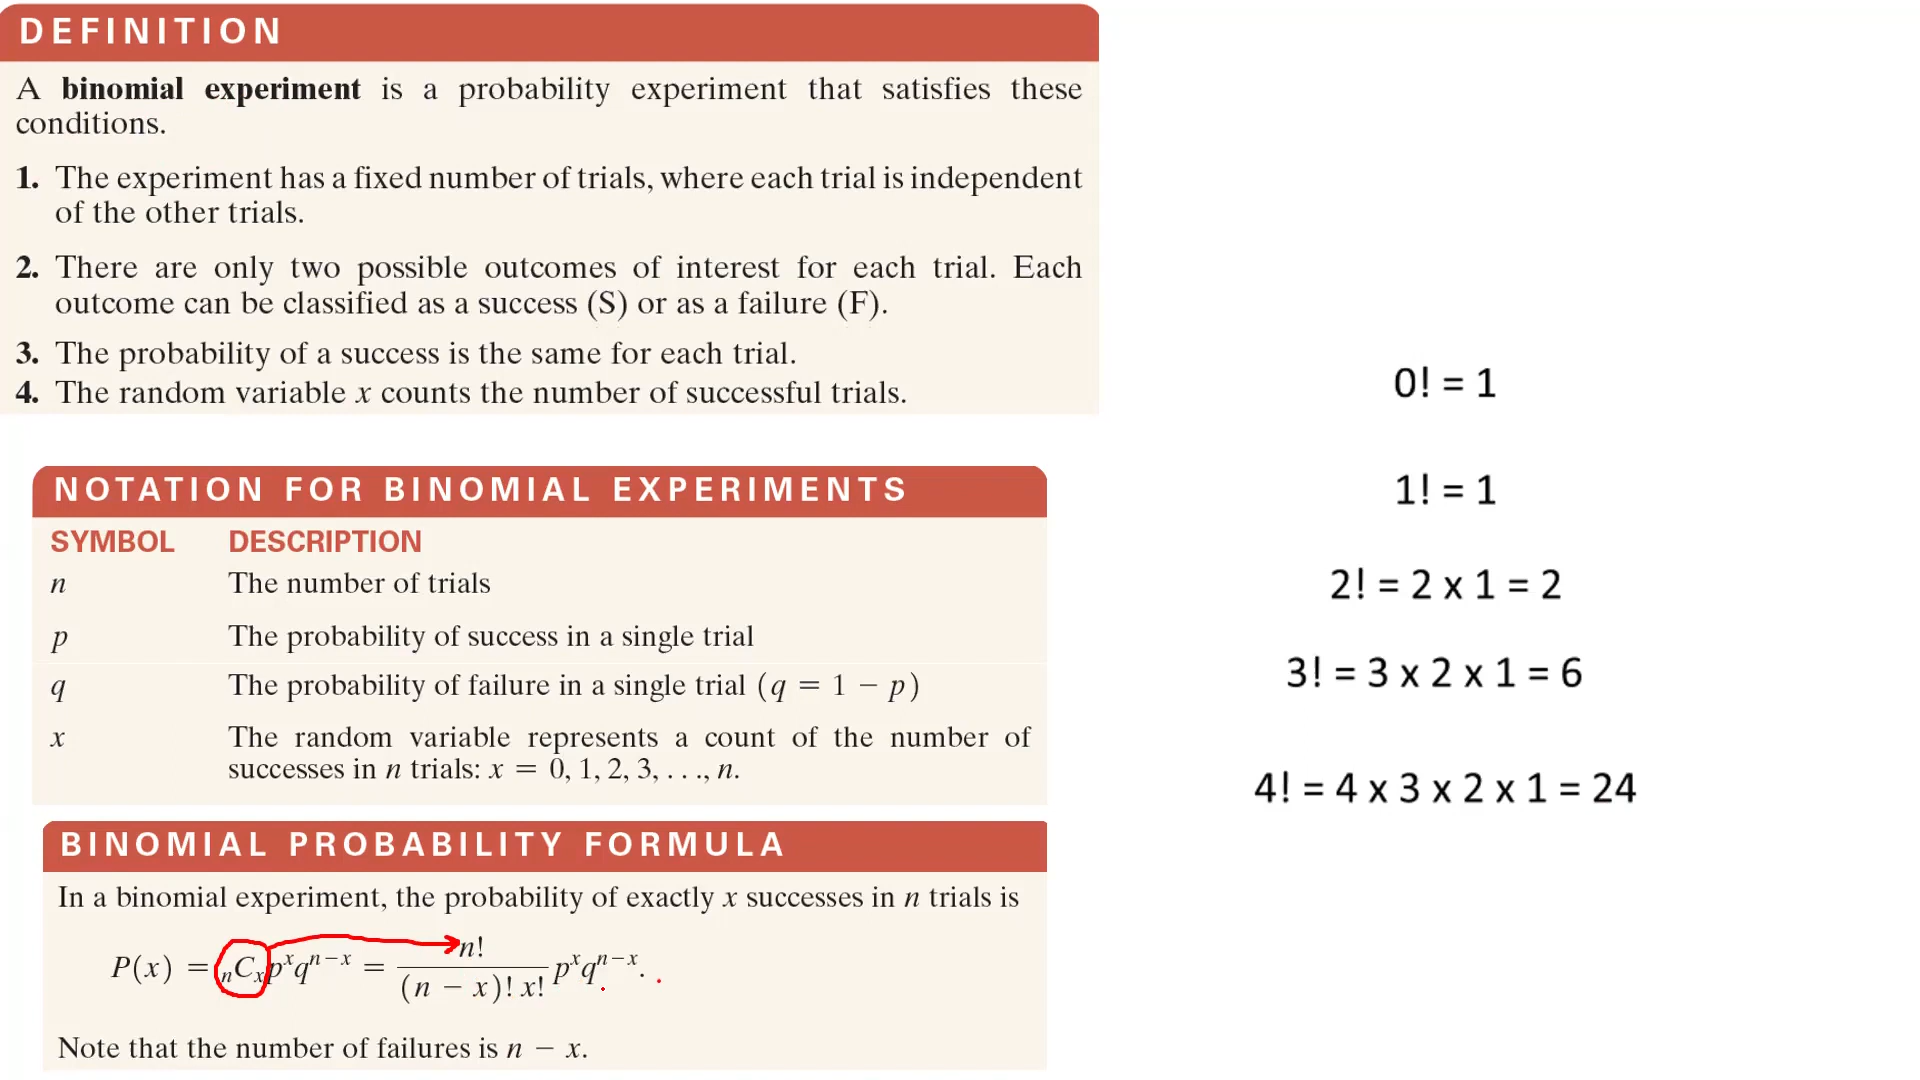 DEFINITION
A binomial experiment is a probability experiment that satisfies these
conditions.
1. The experiment has a fixed number of trials, where each trial is independent
of the other trials.
2. There are only two possible outcomes of interest for each trial. Each
outcome can be classified as a success (S) or as a failure (F).
3. The probability of a success is the same for each trial.
4. The random variable x counts the number of successful trials.
NOTATION FOR BINOMIAL EXPERIMENTS
SYMBOL DESCRIPTION
n The number of trials
p The probability of success in a single trial
q The probability of failure in a single trial (q = 1 − p)
x The random variable represents a count of the number of
successes in n trials: x = 0, 1, 2, 3, . . ., n.
BINOMIAL PROBABILITY FORMULA
In a binomial experiment, the probability of exactly x successes in n trials is
P(x) = ₙCₓpˣqⁿ⁻ˣ = n! / (n − x)! x! pˣqⁿ⁻ˣ.
Note that the number of failures is n − x.
0! = 1
1! = 1
2! = 2 x 1 = 2
3! = 3 x 2 x 1 = 6
4! = 4 x 3 x 2 x 1 = 24